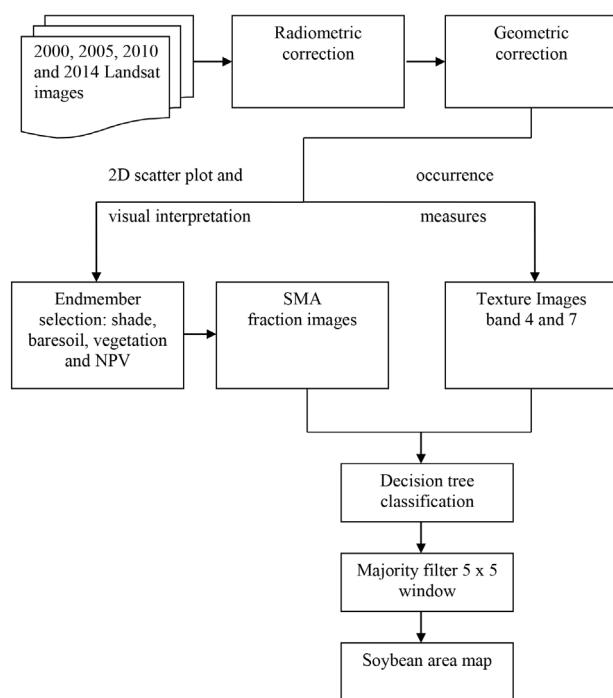 2000, 2005, 2010
and 2014 Landsat
images
Radiometric
correction
Geometric
correction
2D scatter plot and
occurrence
visual interpretation
measures
Endmember
selection: shade,
baresoil, vegetation
and NPV
SMA
fraction images
Texture Images
band 4 and 7
Decision tree
classification
Majority filter 5 x 5
window
Soybean area map